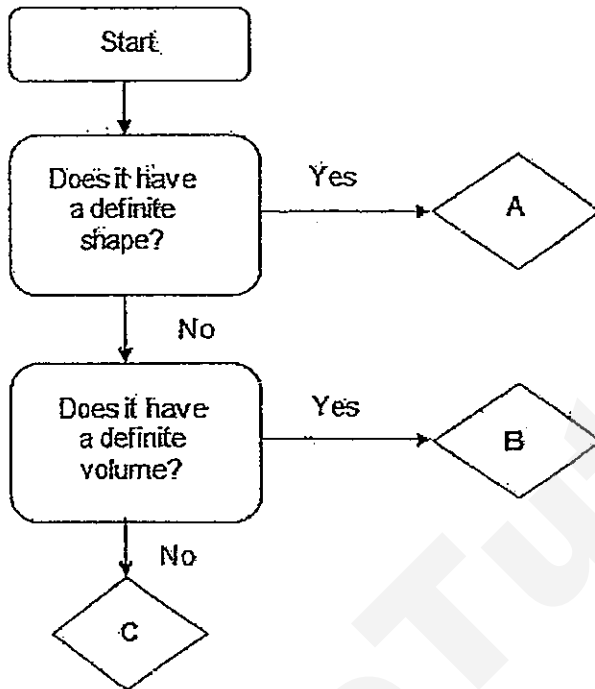 Start
Does it have
a definite
shape?
Yes
A
No
Does it have
a definite
volume?
Yes
B
No
C